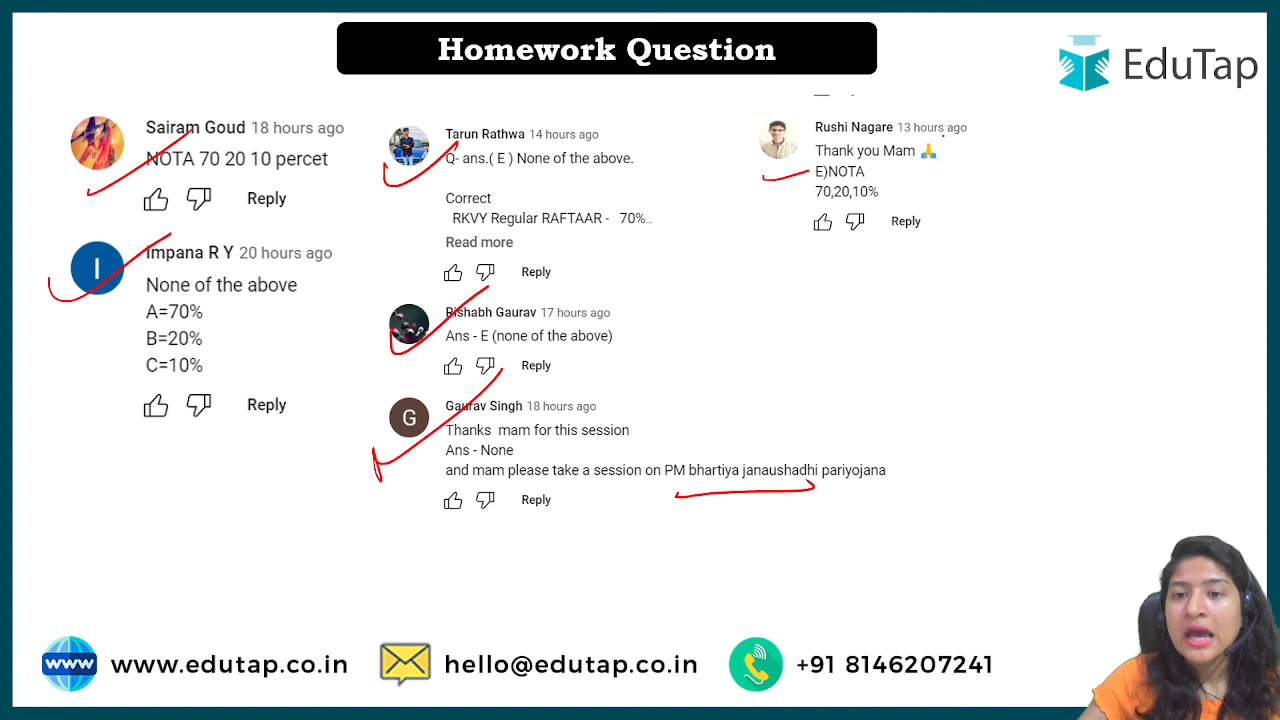 Homework Question
EduTap
Sairam Goud 18 hours ago
NOTA 70 20 10 percet
Reply
I
Impana R Y 20 hours ago
None of the above
A=70%
B=20%
C=10%
Reply
Tarun Rathwa 14 hours ago
Q- ans.( E ) None of the above.
Correct
RKVY Regular RAFTAAR - 70%...
Read more
Reply
Rishabh Gaurav 17 hours ago
Ans - E (none of the above)
Reply
G
Gaurav Singh 18 hours ago
Thanks mam for this session
Ans - None
and mam please take a session on PM bhartiya janaushadhi pariyojana
Reply
Rushi Nagare 13 hours ago
Thank you Mam 🙏
E)NOTA
70,20,10%
Reply
www
www.edutap.co.in
hello@edutap.co.in
+91 8146207241